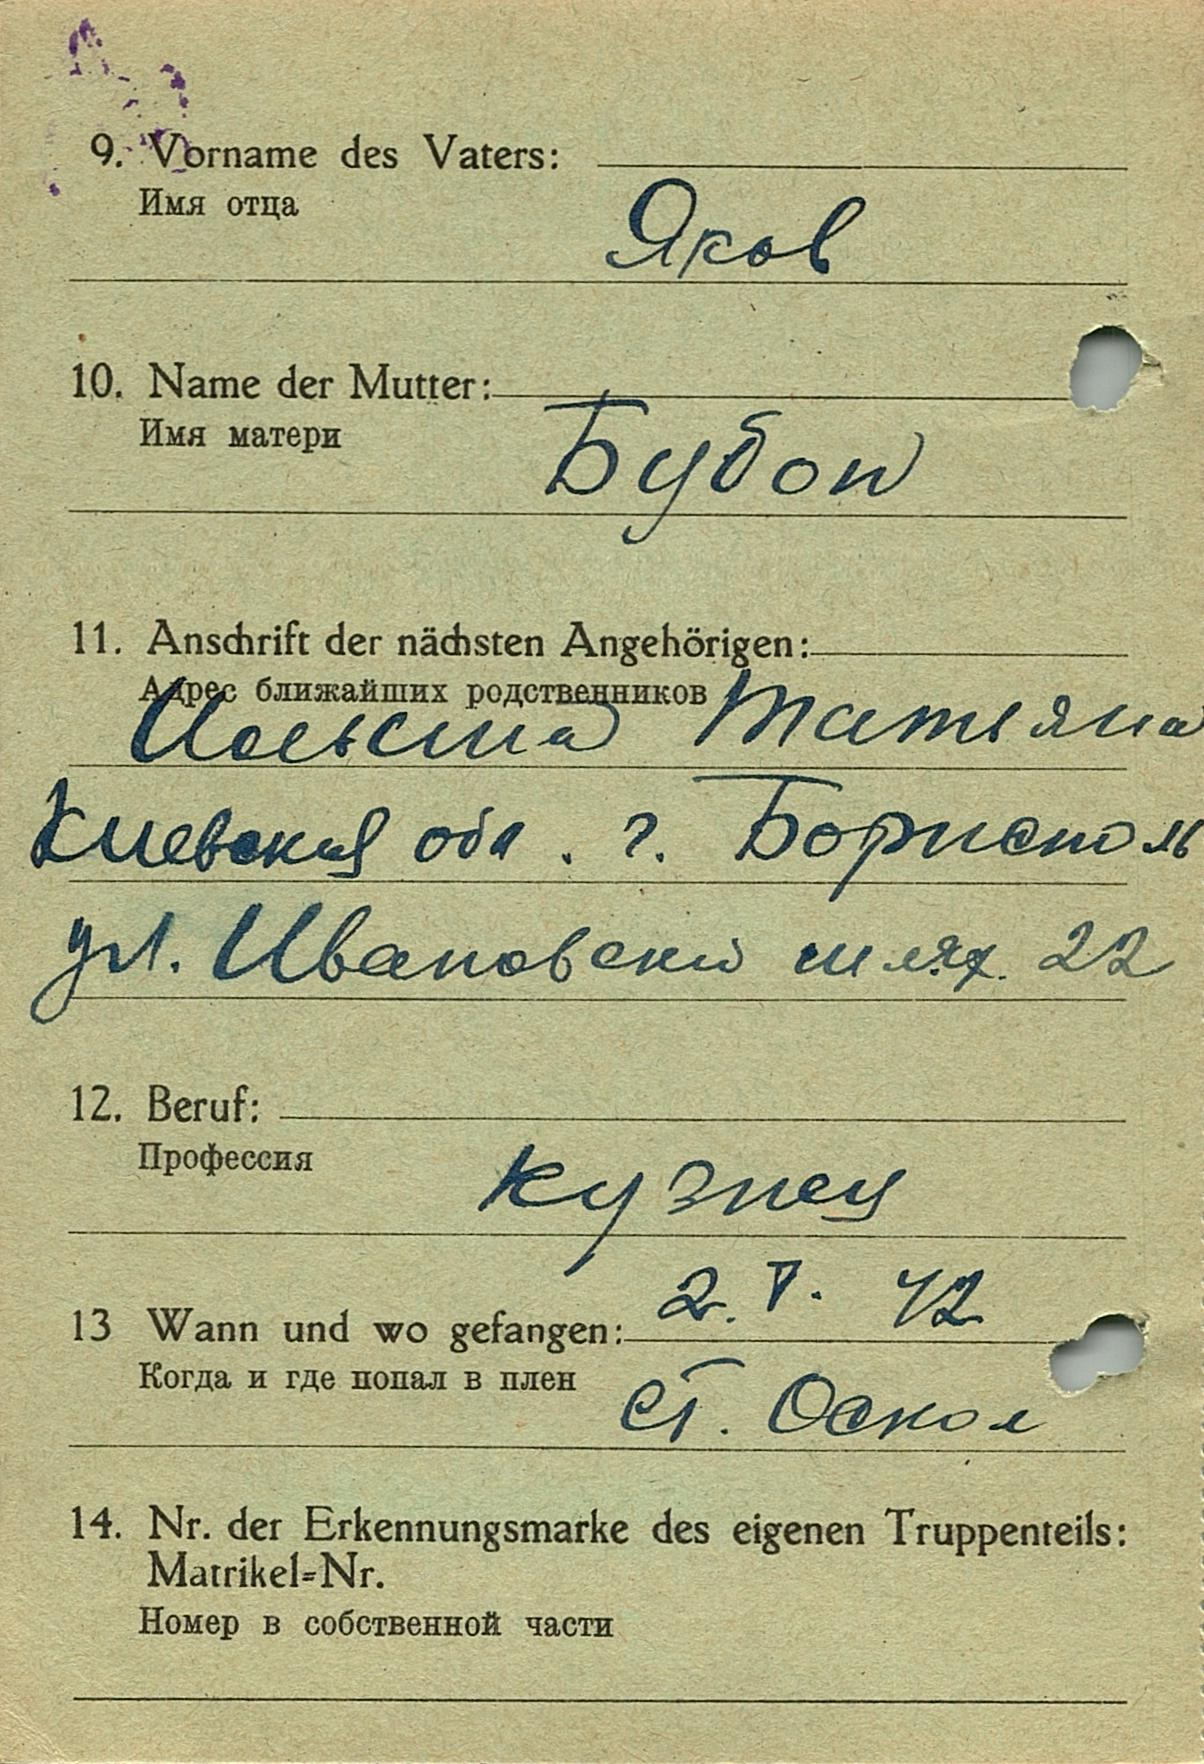 9. Vorname des Vaters:
Имя отца
Яков
10. Name der Mutter:
Имя матери
Бубон
11. Anschrift der nächsten Angehörigen:
Адрес ближайших родственников
Татьяна
Киевская обл. г. Борисполь
ул. Ивановски шлях. 22
12. Beruf:
Профессия
кузнец
2. V. 42
13 Wann und wo gefangen:
Когда и где попал в плен
ст. Оскол
14. Nr. der Erkennungsmarke des eigenen Truppenteils:
Matrikel=Nr.
Номер в собственной части